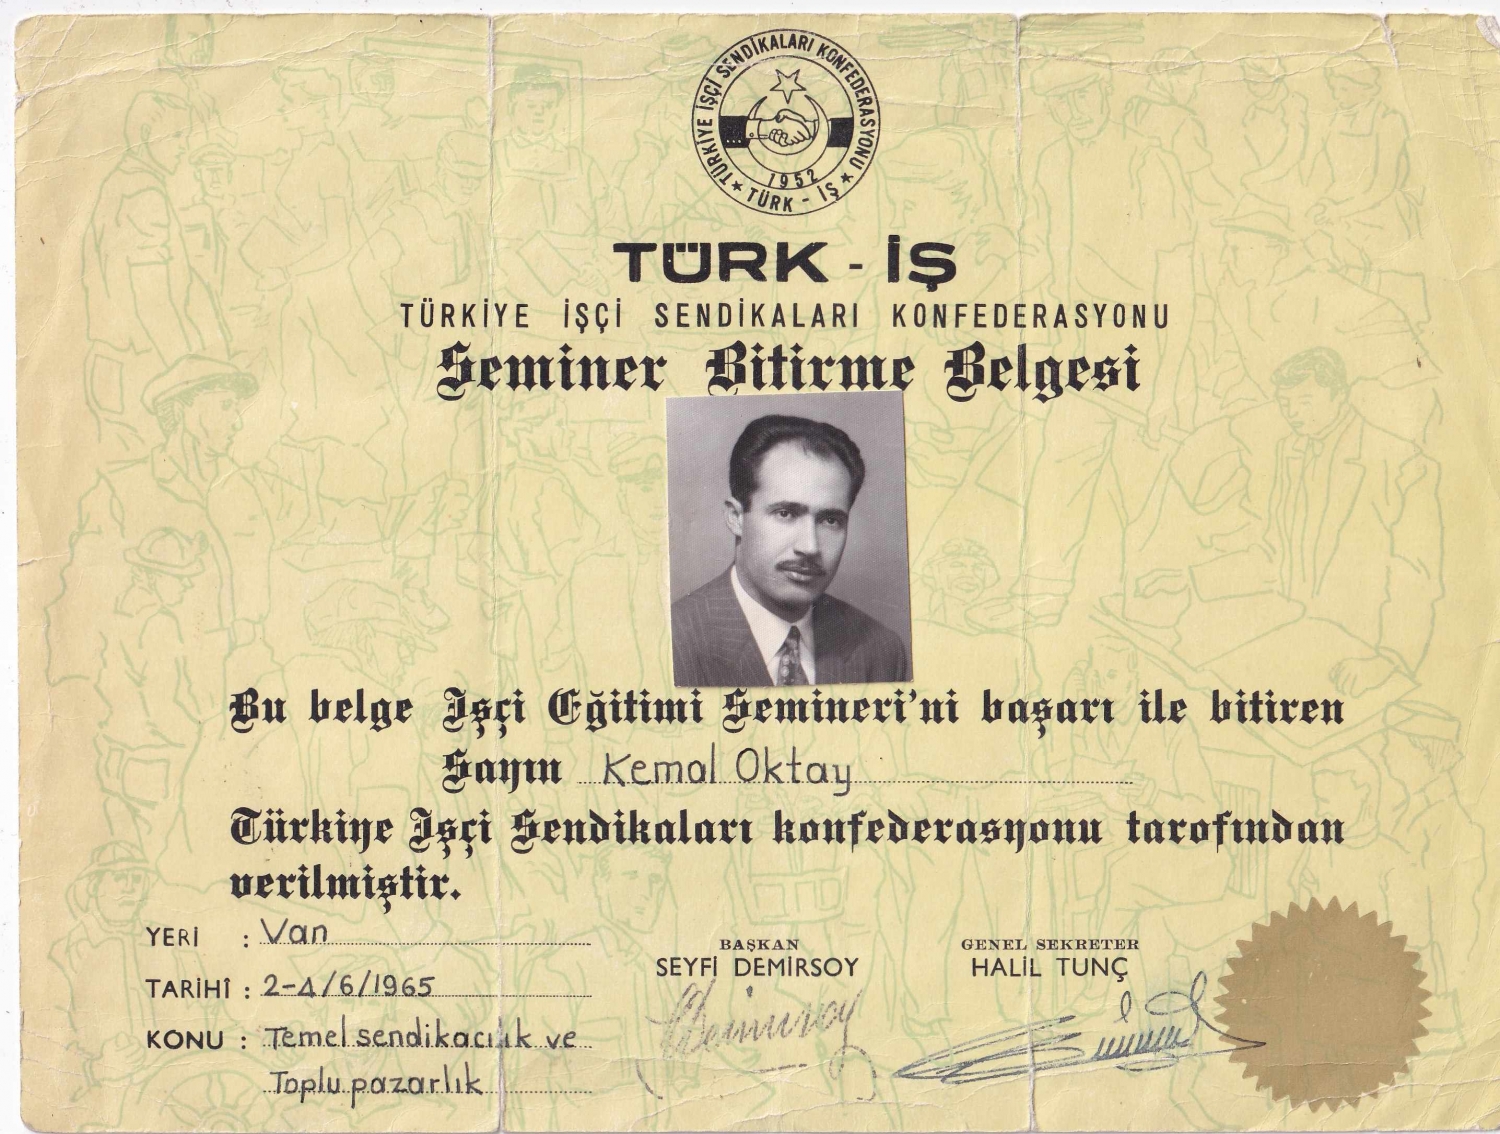 TÜRKİYE İŞÇİ SENDİKALARI KONFEDERASYONU
1952
★ TÜRK - İŞ ★
TÜRK - İŞ
TÜRKİYE İŞÇİ SENDİKALARI KONFEDERASYONU
Seminer Bitirme Belgesi
Bu belge İşçi Eğitimi Semineri'ni başarı ile bitiren
Sayın Kemal Oktay
Türkiye İşçi Sendikaları konfederasyonu tarofından
verilmiştir.
YERİ : Van
TARİHİ : 2-4/6/1965
KONU : Temel sendikacılık ve
Toplu pazarlık
BAŞKAN
SEYFİ DEMİRSOY
Demirsoy
GENEL SEKRETER
HALİL TUNÇ